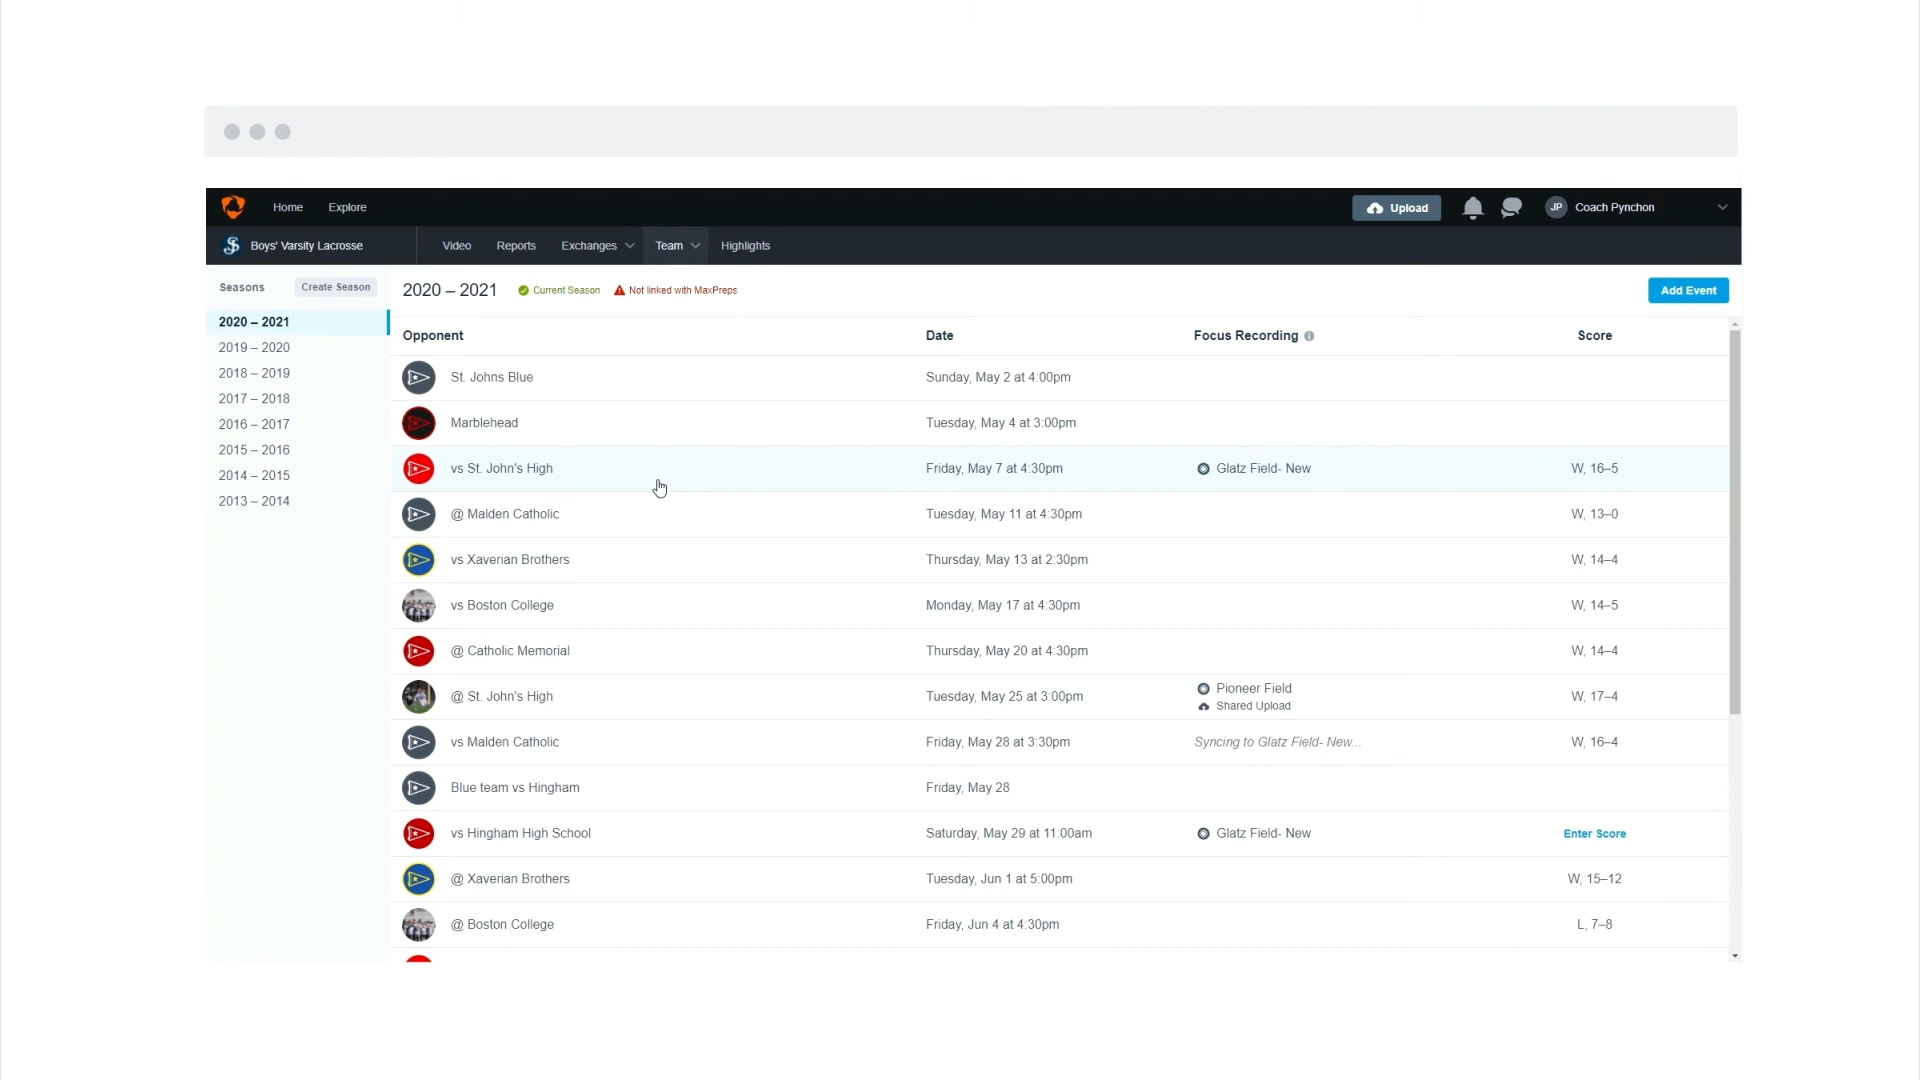 Home Explore Upload JP Coach Pynchon
Boys' Varsity Lacrosse Video Reports Exchanges Team Highlights
Seasons Create Season 2020 – 2021 Current Season Not linked with MaxPreps Add Event
2020 – 2021
2019 – 2020
2018 – 2019
2017 – 2018
2016 – 2017
2015 – 2016
2014 – 2015
2013 – 2014
Opponent Date Focus Recording Score
St. Johns Blue Sunday, May 2 at 4:00pm
Marblehead Tuesday, May 4 at 3:00pm
vs St. John's High Friday, May 7 at 4:30pm Glatz Field- New W, 16–5
@ Malden Catholic Tuesday, May 11 at 4:30pm W, 13–0
vs Xaverian Brothers Thursday, May 13 at 2:30pm W, 14–4
vs Boston College Monday, May 17 at 4:30pm W, 14–5
@ Catholic Memorial Thursday, May 20 at 4:30pm W, 14–4
@ St. John's High Tuesday, May 25 at 3:00pm Pioneer Field W, 17–4
Shared Upload
vs Malden Catholic Friday, May 28 at 3:30pm Syncing to Glatz Field- New... W, 16–4
Blue team vs Hingham Friday, May 28
vs Hingham High School Saturday, May 29 at 11:00am Glatz Field- New Enter Score
@ Xaverian Brothers Tuesday, Jun 1 at 5:00pm W, 15–12
@ Boston College Friday, Jun 4 at 4:30pm L, 7–8